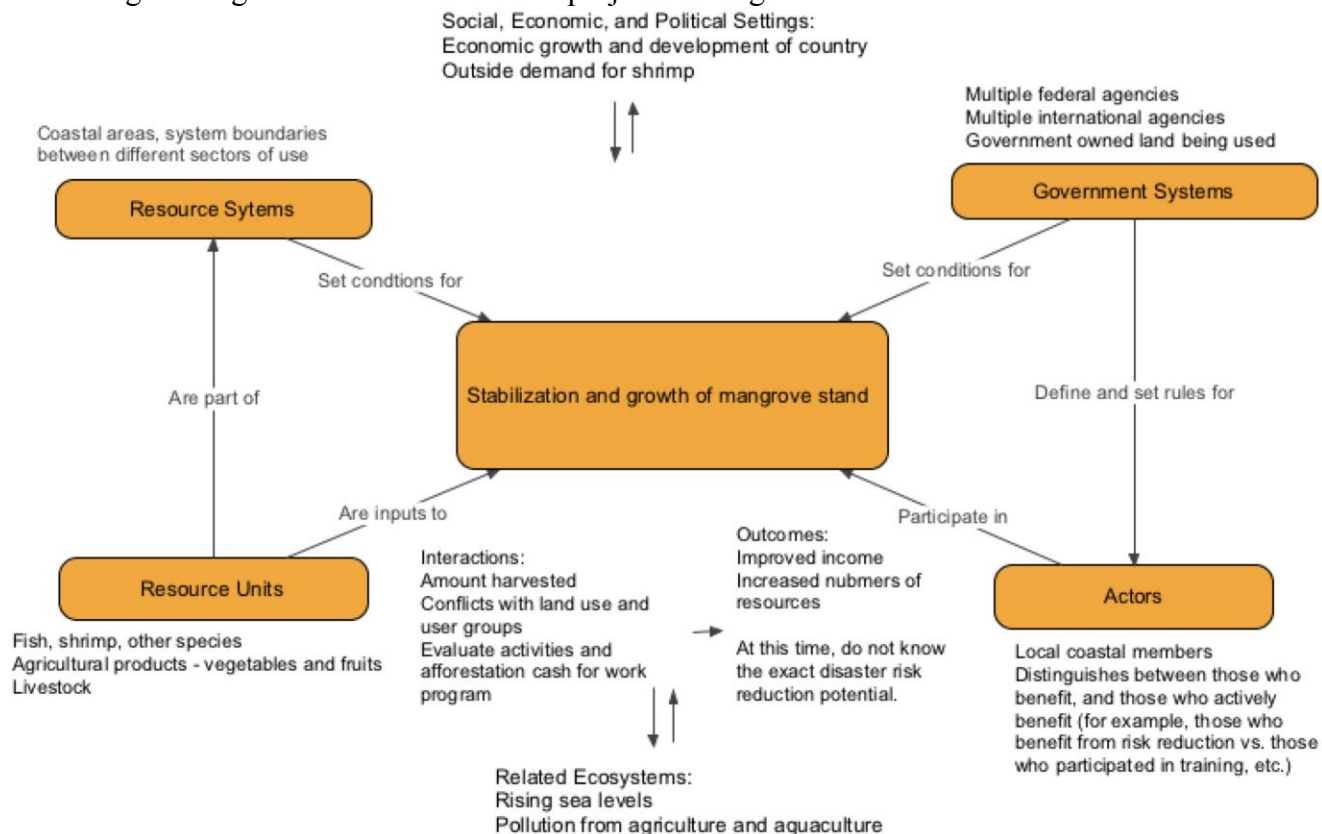 Social, Economic, and Political Settings:
Economic growth and development of country
Outside demand for shrimp
Multiple federal agencies
Multiple international agencies
Government owned land being used
Coastal areas, system boundaries
between different sectors of use
Resource Sytems
Government Systems
Set condtions for
Set conditions for
Stabilization and growth of mangrove stand
Are part of
Define and set rules for
Are inputs to
Participate in
Resource Units
Fish, shrimp, other species
Agricultural products - vegetables and fruits
Livestock
Interactions:
Amount harvested
Conflicts with land use and
user groups
Evaluate activities and
afforestation cash for work
program
Outcomes:
Improved income
Increased nubmers of
resources
At this time, do not know
the exact disaster risk
reduction potential.
Actors
Local coastal members
Distinguishes between those who
benefit, and those who actively
benefit (for example, those who
benefit from risk reduction vs. those
who participated in training, etc.)
Related Ecosystems:
Rising sea levels
Pollution from agriculture and aquaculture